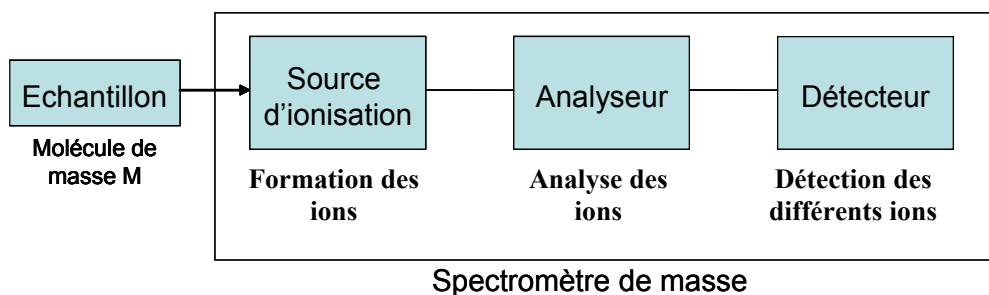 Echantillon
Molécule de
masse M
Source
d'ionisation
Formation des
ions
Analyseur
Analyse des
ions
Détecteur
Détection des
différents ions
Spectromètre de masse